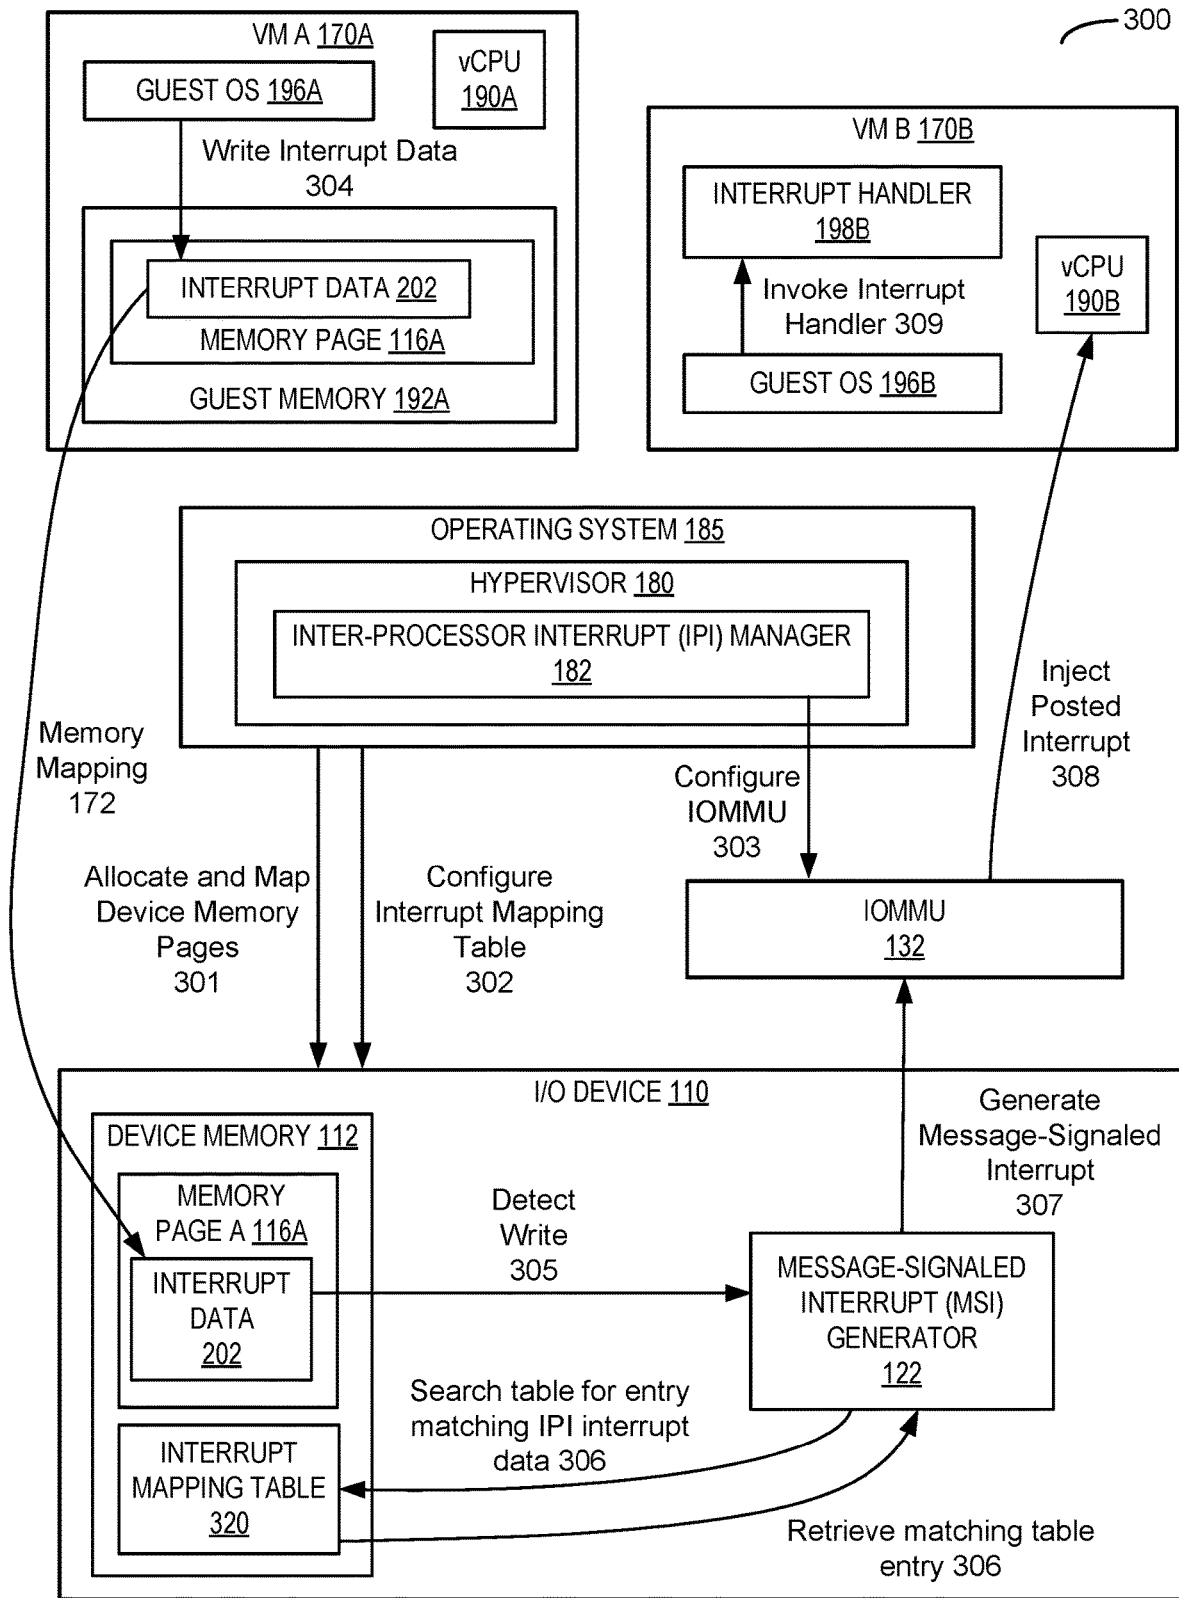 300
VM A 170A
GUEST OS 196A
vCPU
190A
Write Interrupt Data
304
INTERRUPT DATA 202
MEMORY PAGE 116A
GUEST MEMORY 192A
VM B 170B
INTERRUPT HANDLER
198B
vCPU
190B
Invoke Interrupt
Handler 309
GUEST OS 196B
OPERATING SYSTEM 185
HYPERVISOR 180
INTER-PROCESSOR INTERRUPT (IPI) MANAGER
182
Memory
Mapping
172
Inject
Posted
Interrupt
308
Configure
IOMMU
303
Allocate and Map
Device Memory
Pages
301
Configure
Interrupt Mapping
Table
302
IOMMU
132
I/O DEVICE 110
DEVICE MEMORY 112
MEMORY
PAGE A 116A
INTERRUPT
DATA
202
Detect
Write
305
Generate
Message-Signaled
Interrupt
307
MESSAGE-SIGNALED
INTERRUPT (MSI)
GENERATOR
122
Search table for entry
matching IPI interrupt
data 306
INTERRUPT
MAPPING TABLE
320
Retrieve matching table
entry 306